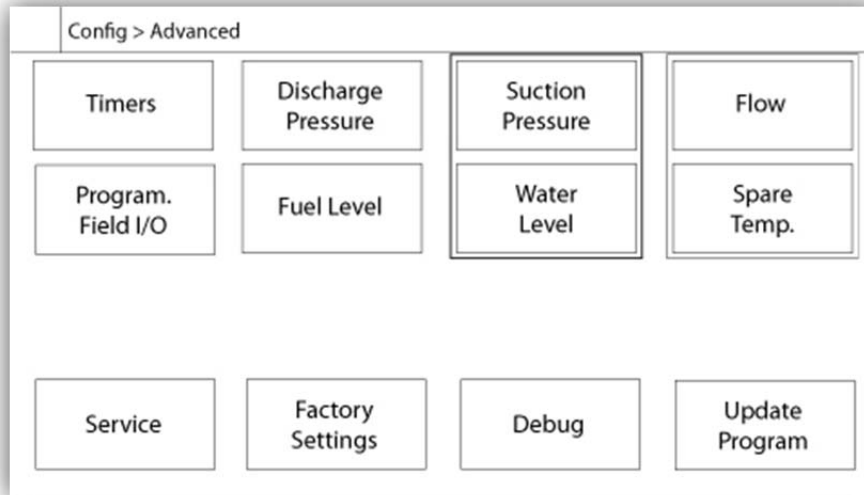 Config > Advanced
Timers
Discharge
Pressure
Suction
Pressure
Flow
Program.
Field I/O
Fuel Level
Water
Level
Spare
Temp.
Service
Factory
Settings
Debug
Update
Program